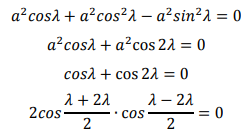 a²cosλ + a²cos²λ − a²sin²λ = 0
a²cosλ + a²cos 2λ = 0
cosλ + cos 2λ = 0
2cos (λ + 2λ)/2 · cos (λ − 2λ)/2 = 0